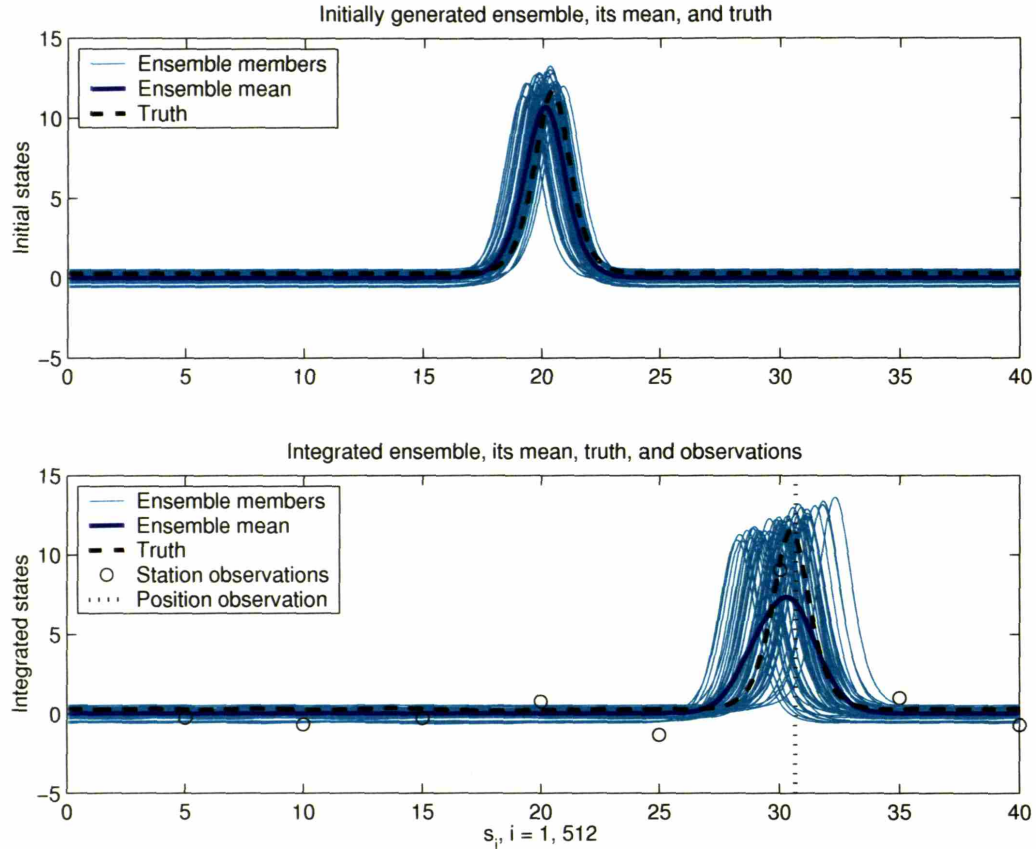 Initially generated ensemble, its mean, and truth
15
10
5
0
−5
Initial states
Ensemble members
Ensemble mean
Truth
0 5 10 15 20 25 30 35 40
Integrated ensemble, its mean, truth, and observations
15
10
5
0
−5
Integrated states
Ensemble members
Ensemble mean
Truth
Station observations
Position observation
0 5 10 15 20 25 30 35 40
s_i, i = 1, 512